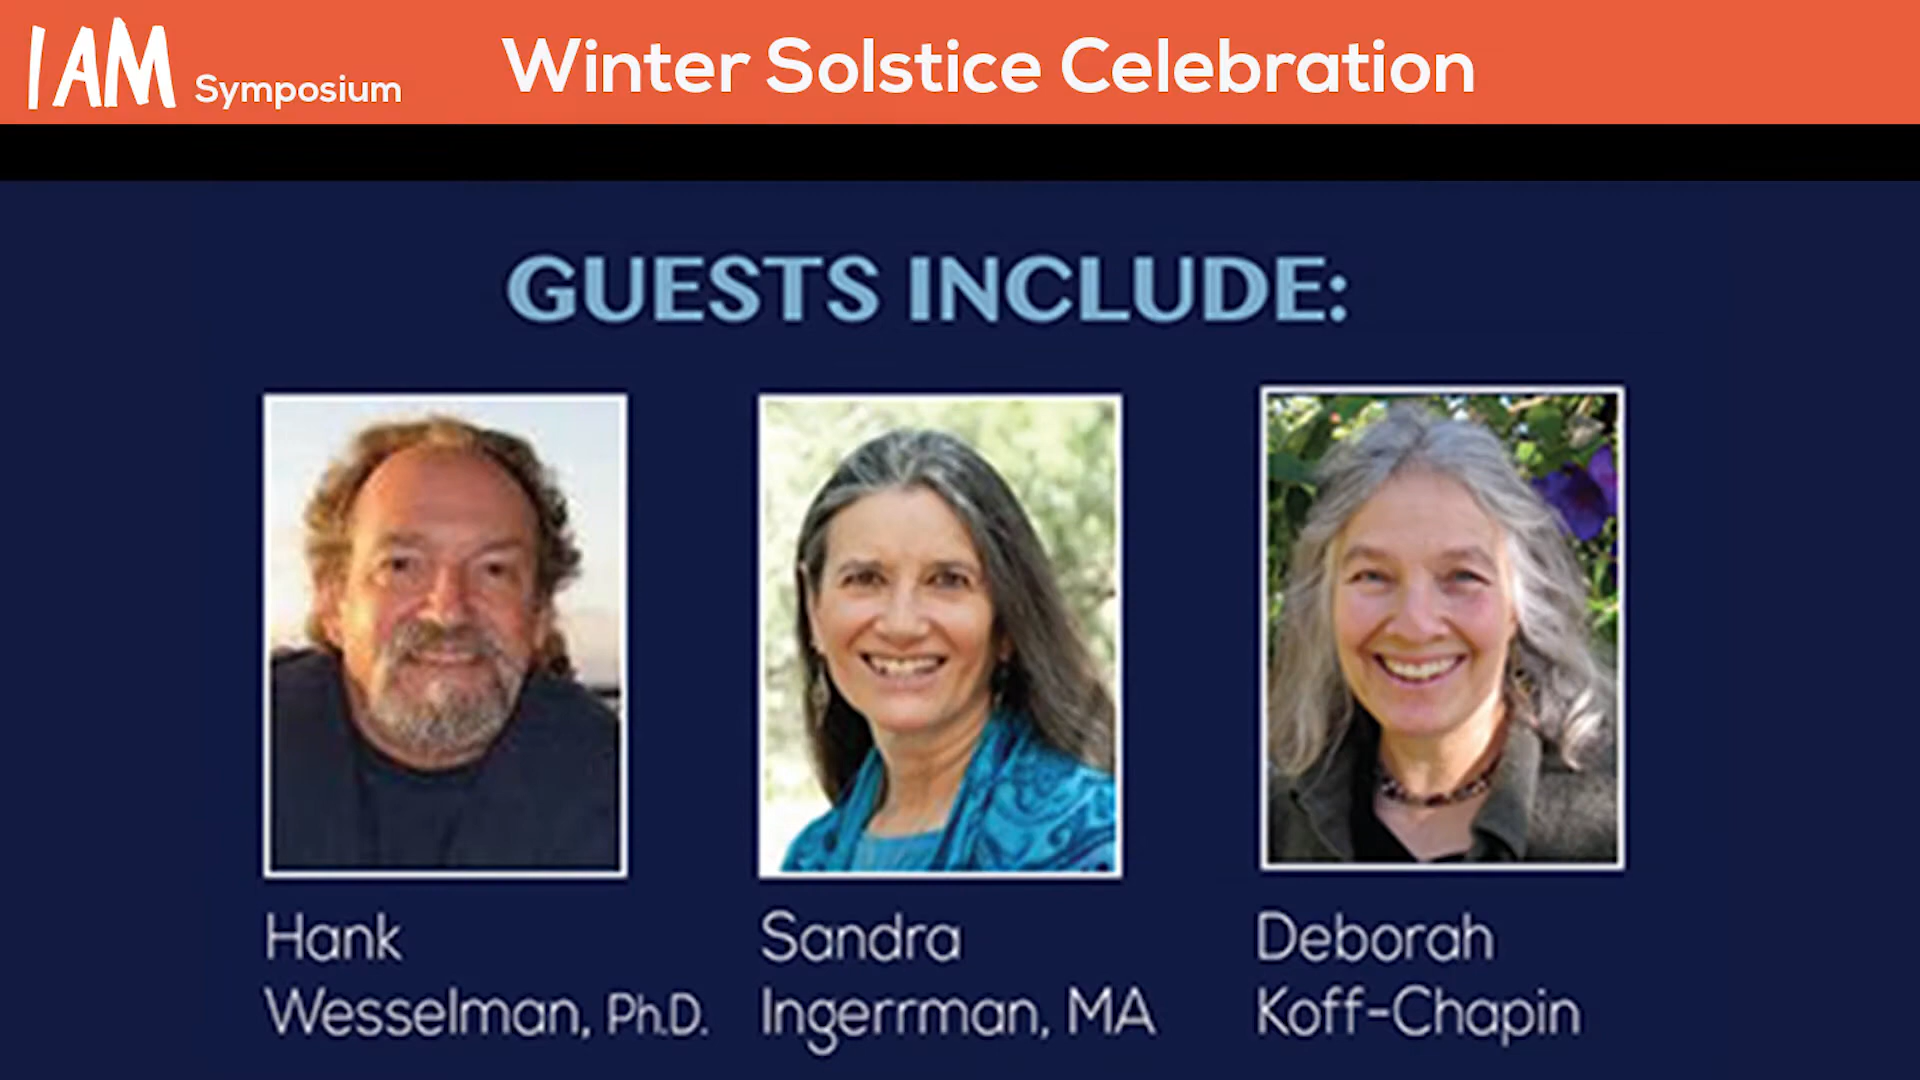 I AM Symposium
Winter Solstice Celebration
GUESTS INCLUDE:
Hank
Wesselman, Ph.D.
Sandra
Ingerrman, MA
Deborah
Koff-Chapin